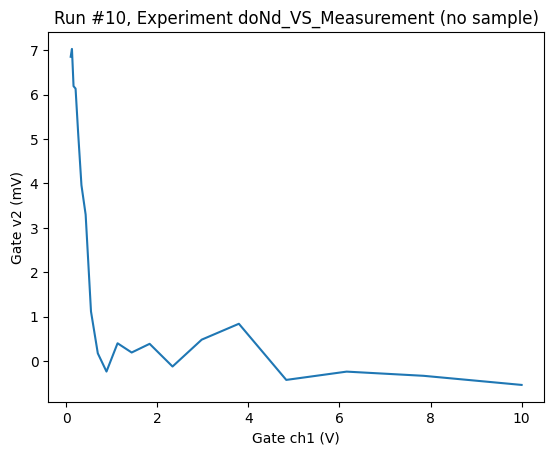 Run #10, Experiment doNd_VS_Measurement (no sample)
Gate v2 (mV)
7
6
5
4
3
2
1
0
0 2 4 6 8 10
Gate ch1 (V)